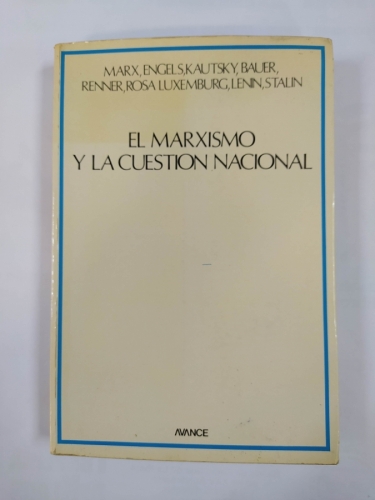 MARX, ENGELS, KAUTSKY, BAUER,
RENNER, ROSA LUXEMBURG, LENIN, STALIN
EL MARXISMO
Y LA CUESTION NACIONAL
AVANCE